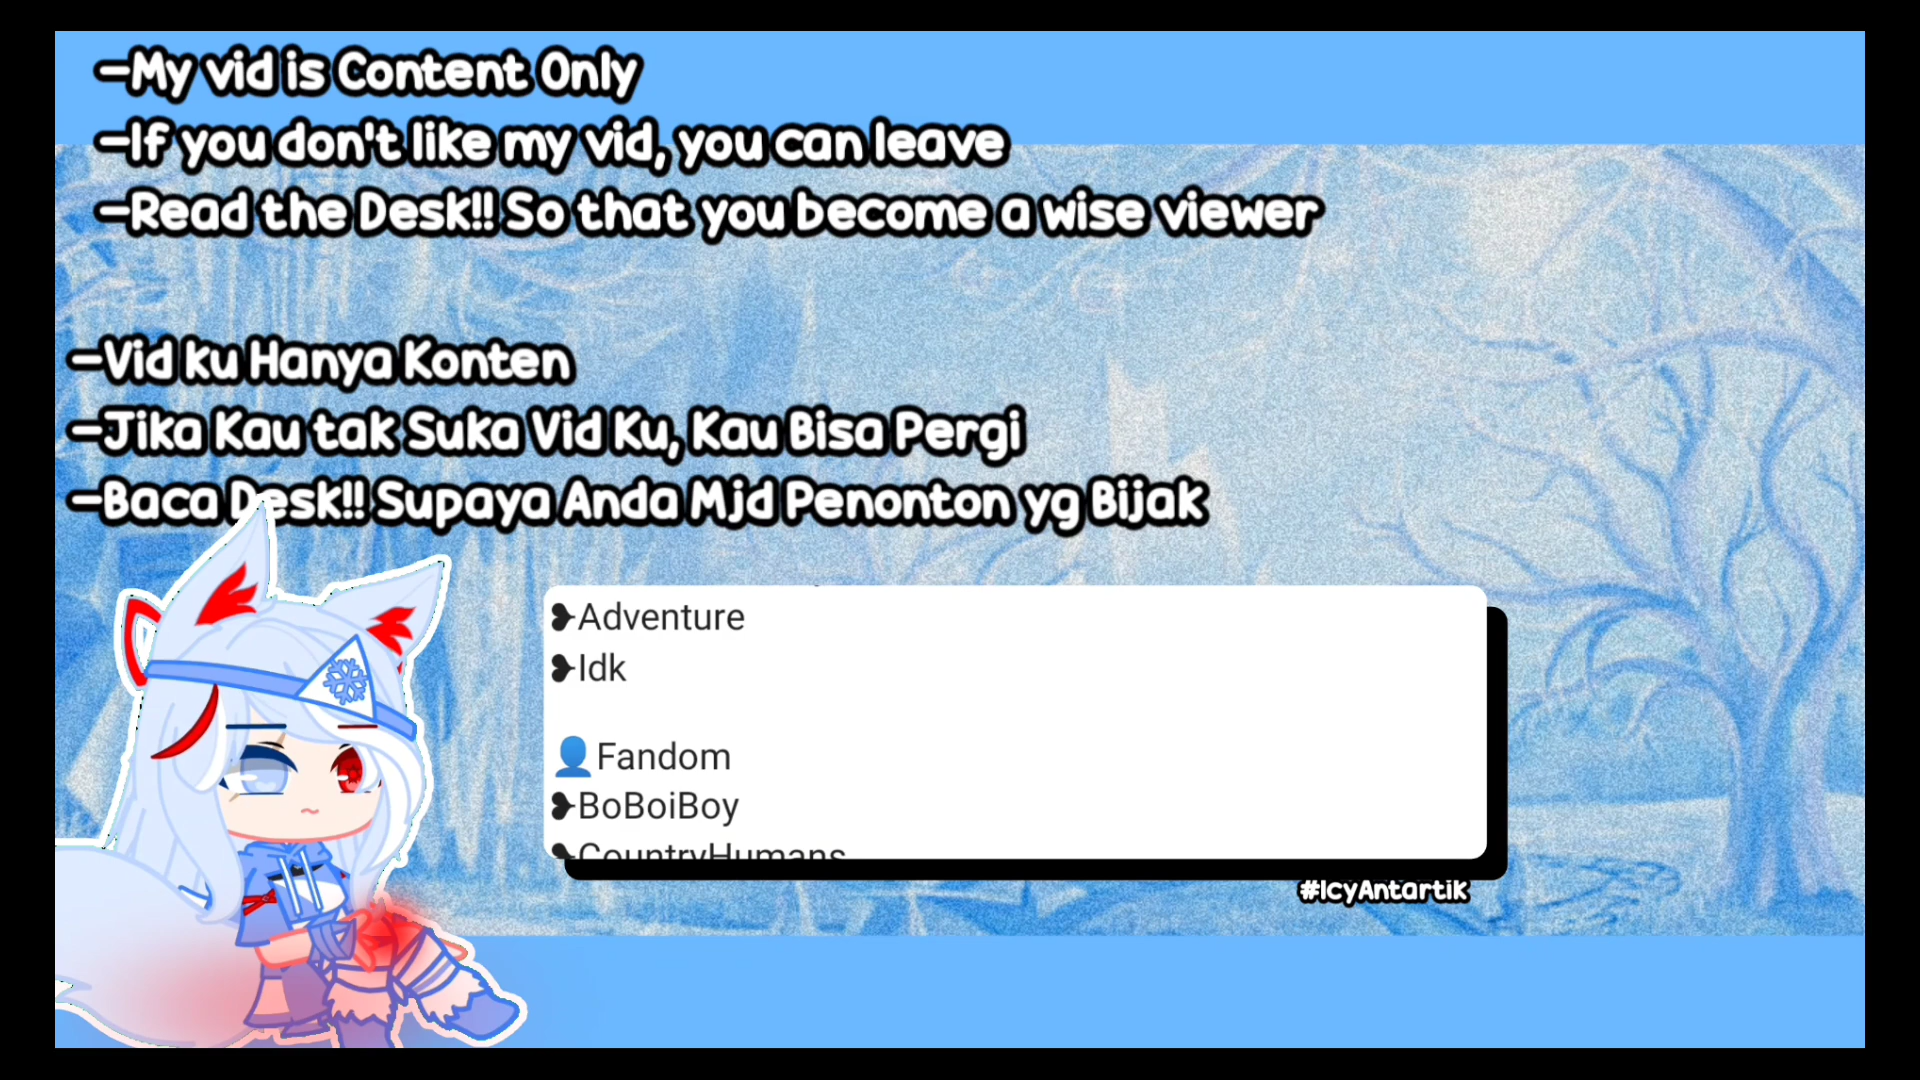 -My vid is Content Only
-If you don't like my vid, you can leave
-Read the Desk!! So that you become a wise viewer
-Vid ku Hanya Konten
-Jika Kau tak Suka Vid Ku, Kau Bisa Pergi
-Baca Desk!! Supaya Anda Mjd Penonton yg Bijak
❥Adventure
❥Idk
👤Fandom
❥BoBoiBoy
❥CountryHumans
#IcyAntartik